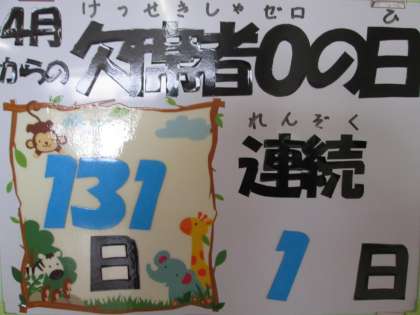 4月からの
けっせきしゃゼロ
ひ
欠席者0の日
131
日
れんぞく
連続
1日